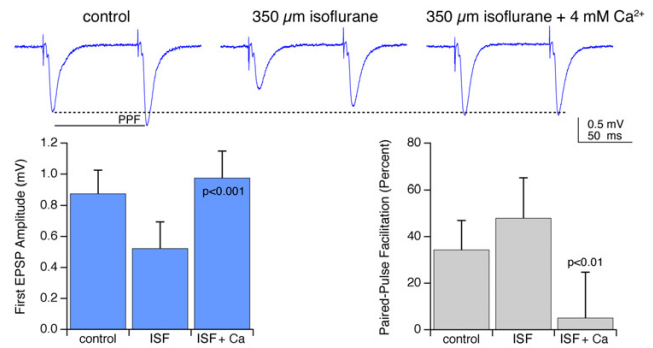 control
350 µm isoflurane
350 µm isoflurane + 4 mM Ca²⁺
PPF
0.5 mV
50 ms
First EPSP Amplitude (mV)
1.2
1.0
0.8
0.6
0.4
0.2
0.0
p<0.001
control
ISF
ISF + Ca
Paired-Pulse Facilitation (Percent)
80
60
40
20
0
p<0.01
control
ISF
ISF + Ca